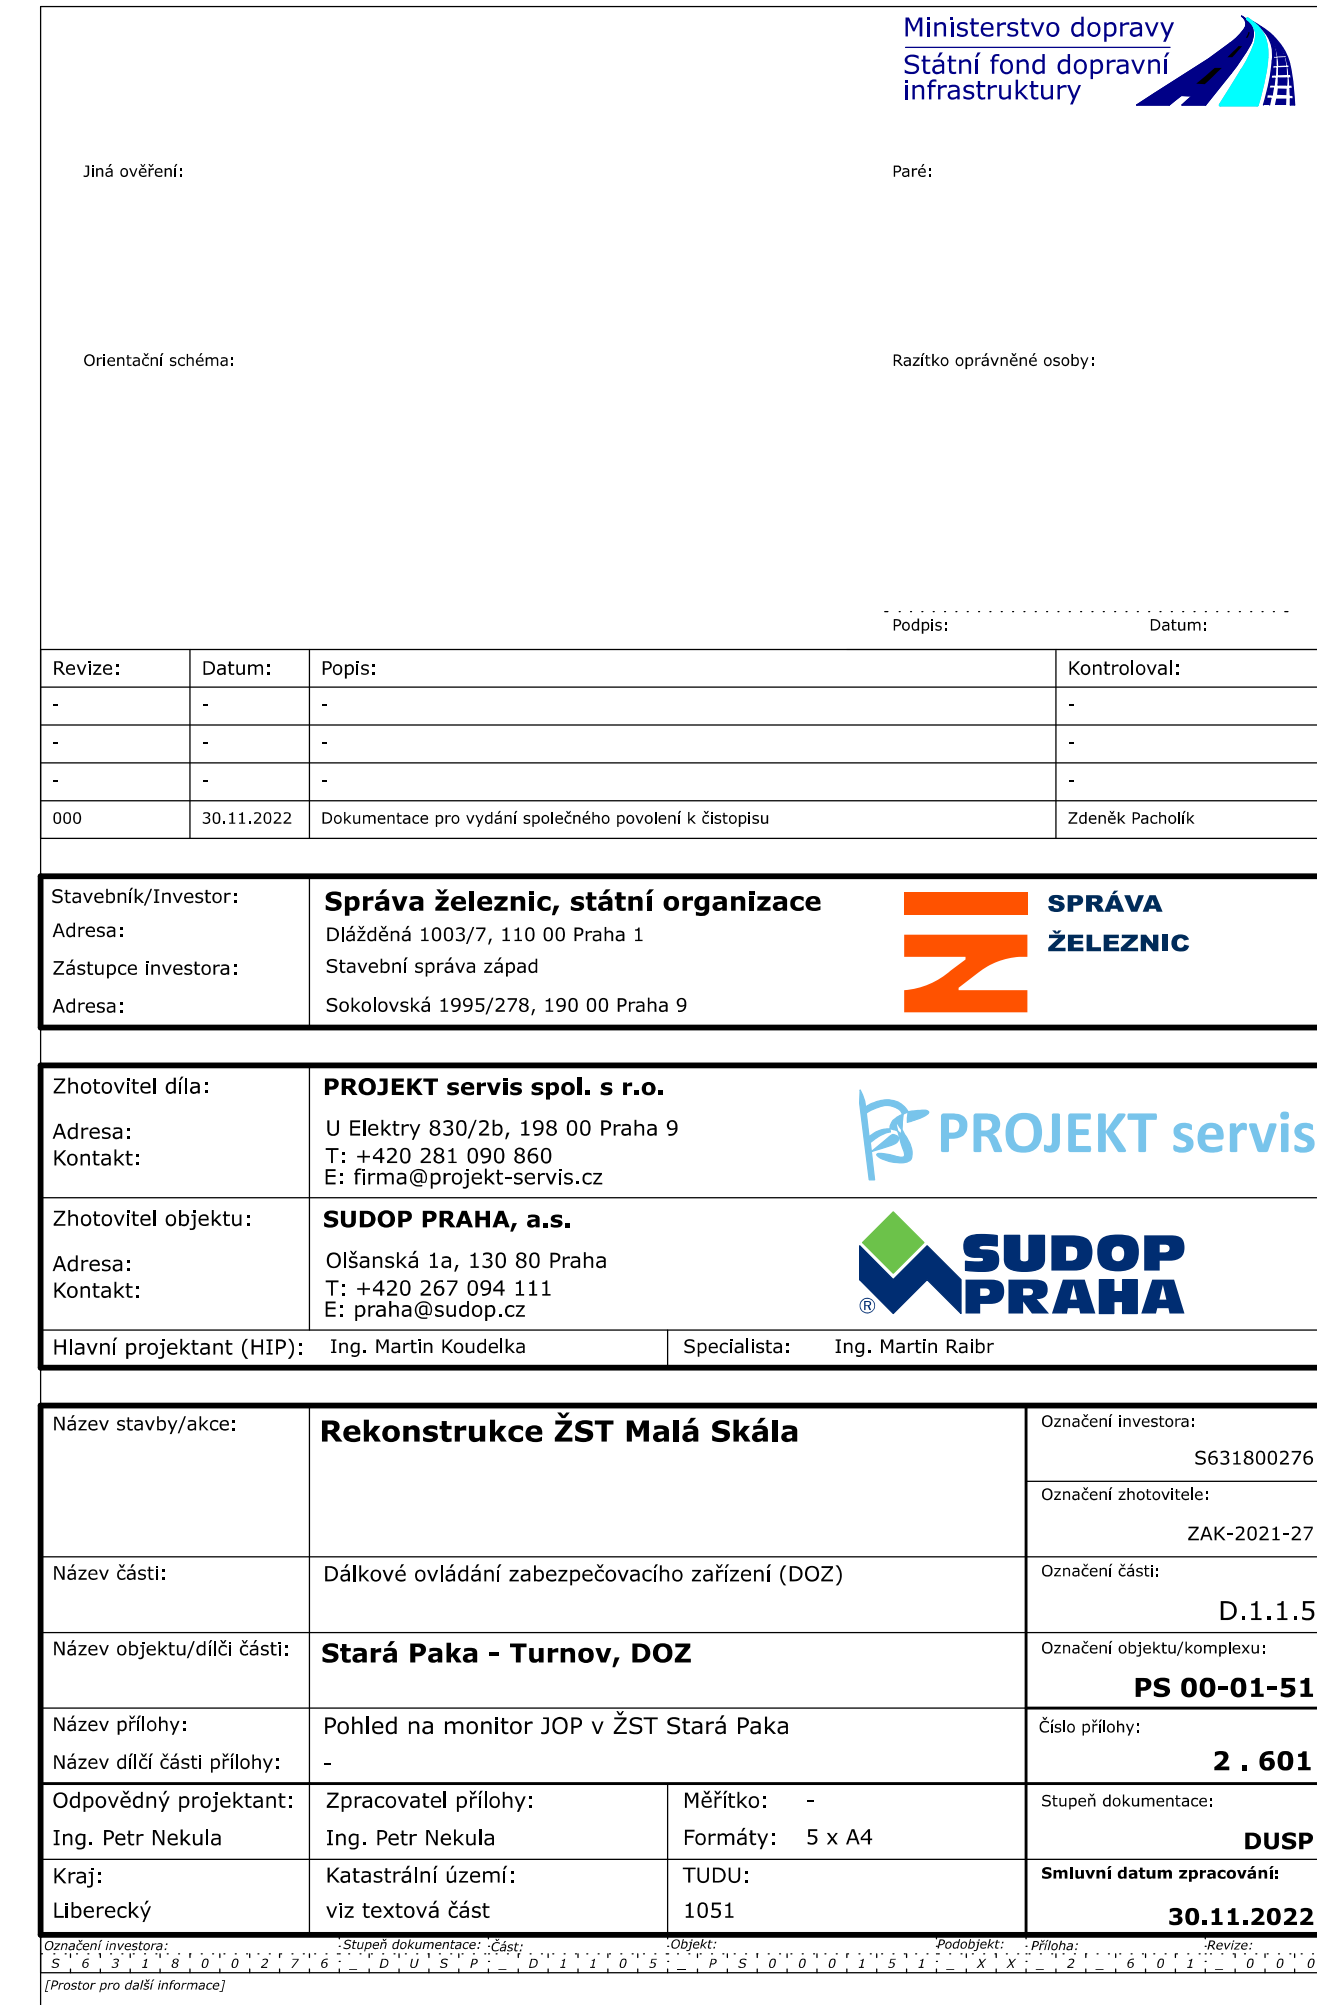 Ministerstvo dopravy
Státní fond dopravní
infrastruktury
Jiná ověření: Paré:
Orientační schéma: Razítko oprávněné osoby:
Podpis: Datum:
Revize: Datum: Popis: Kontroloval:
- - - -
- - - -
- - - -
000 30.11.2022 Dokumentace pro vydání společného povolení k čistopisu Zdeněk Pacholík
Stavebník/Investor: Správa železnic, státní organizace
Adresa: Dlážděná 1003/7, 110 00 Praha 1
Zástupce investora: Stavební správa západ
Adresa: Sokolovská 1995/278, 190 00 Praha 9
SPRÁVA
ŽELEZNIC
Zhotovitel díla: PROJEKT servis spol. s r.o.
Adresa: U Elektry 830/2b, 198 00 Praha 9
Kontakt: T: +420 281 090 860
E: firma@projekt-servis.cz
PROJEKT servis
Zhotovitel objektu: SUDOP PRAHA, a.s.
Adresa: Olšanská 1a, 130 80 Praha
Kontakt: T: +420 267 094 111
E: praha@sudop.cz
SUDOP
PRAHA
®
Hlavní projektant (HIP): Ing. Martin Koudelka Specialista: Ing. Martin Raibr
Název stavby/akce: Rekonstrukce ŽST Malá Skála
Označení investora:
S631800276
Označení zhotovitele:
ZAK-2021-27
Název části: Dálkové ovládání zabezpečovacího zařízení (DOZ)
Označení části:
D.1.1.5
Název objektu/dílči části: Stará Paka - Turnov, DOZ
Označení objektu/komplexu:
PS 00-01-51
Název přílohy: Pohled na monitor JOP v ŽST Stará Paka
Název dílčí části přílohy: -
Číslo přílohy:
2 . 601
Odpovědný projektant: Zpracovatel přílohy: Měřítko: -
Ing. Petr Nekula Ing. Petr Nekula Formáty: 5 x A4
Stupeň dokumentace:
DUSP
Kraj: Katastrální území: TUDU:
Liberecký viz textová část 1051
Smluvní datum zpracování:
30.11.2022
Označení investora: Stupeň dokumentace: Část: Objekt: Podobjekt: Příloha: Revize:
S 6 3 1 8 0 0 2 7 6 _ D U S P _ D 1 1 0 5 _ P S 0 0 0 1 5 1 _ X X _ 2 _ 6 0 1 _ 0 0 0
[Prostor pro další informace]